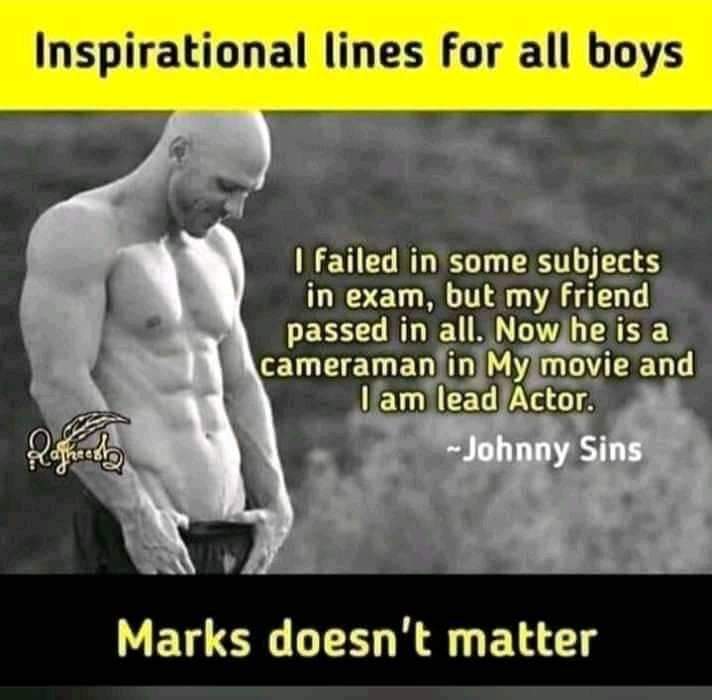 Inspirational lines for all boys
I failed in some subjects
in exam, but my friend
passed in all. Now he is a
cameraman in My movie and
I am lead Actor.
~Johnny Sins
Marks doesn't matter